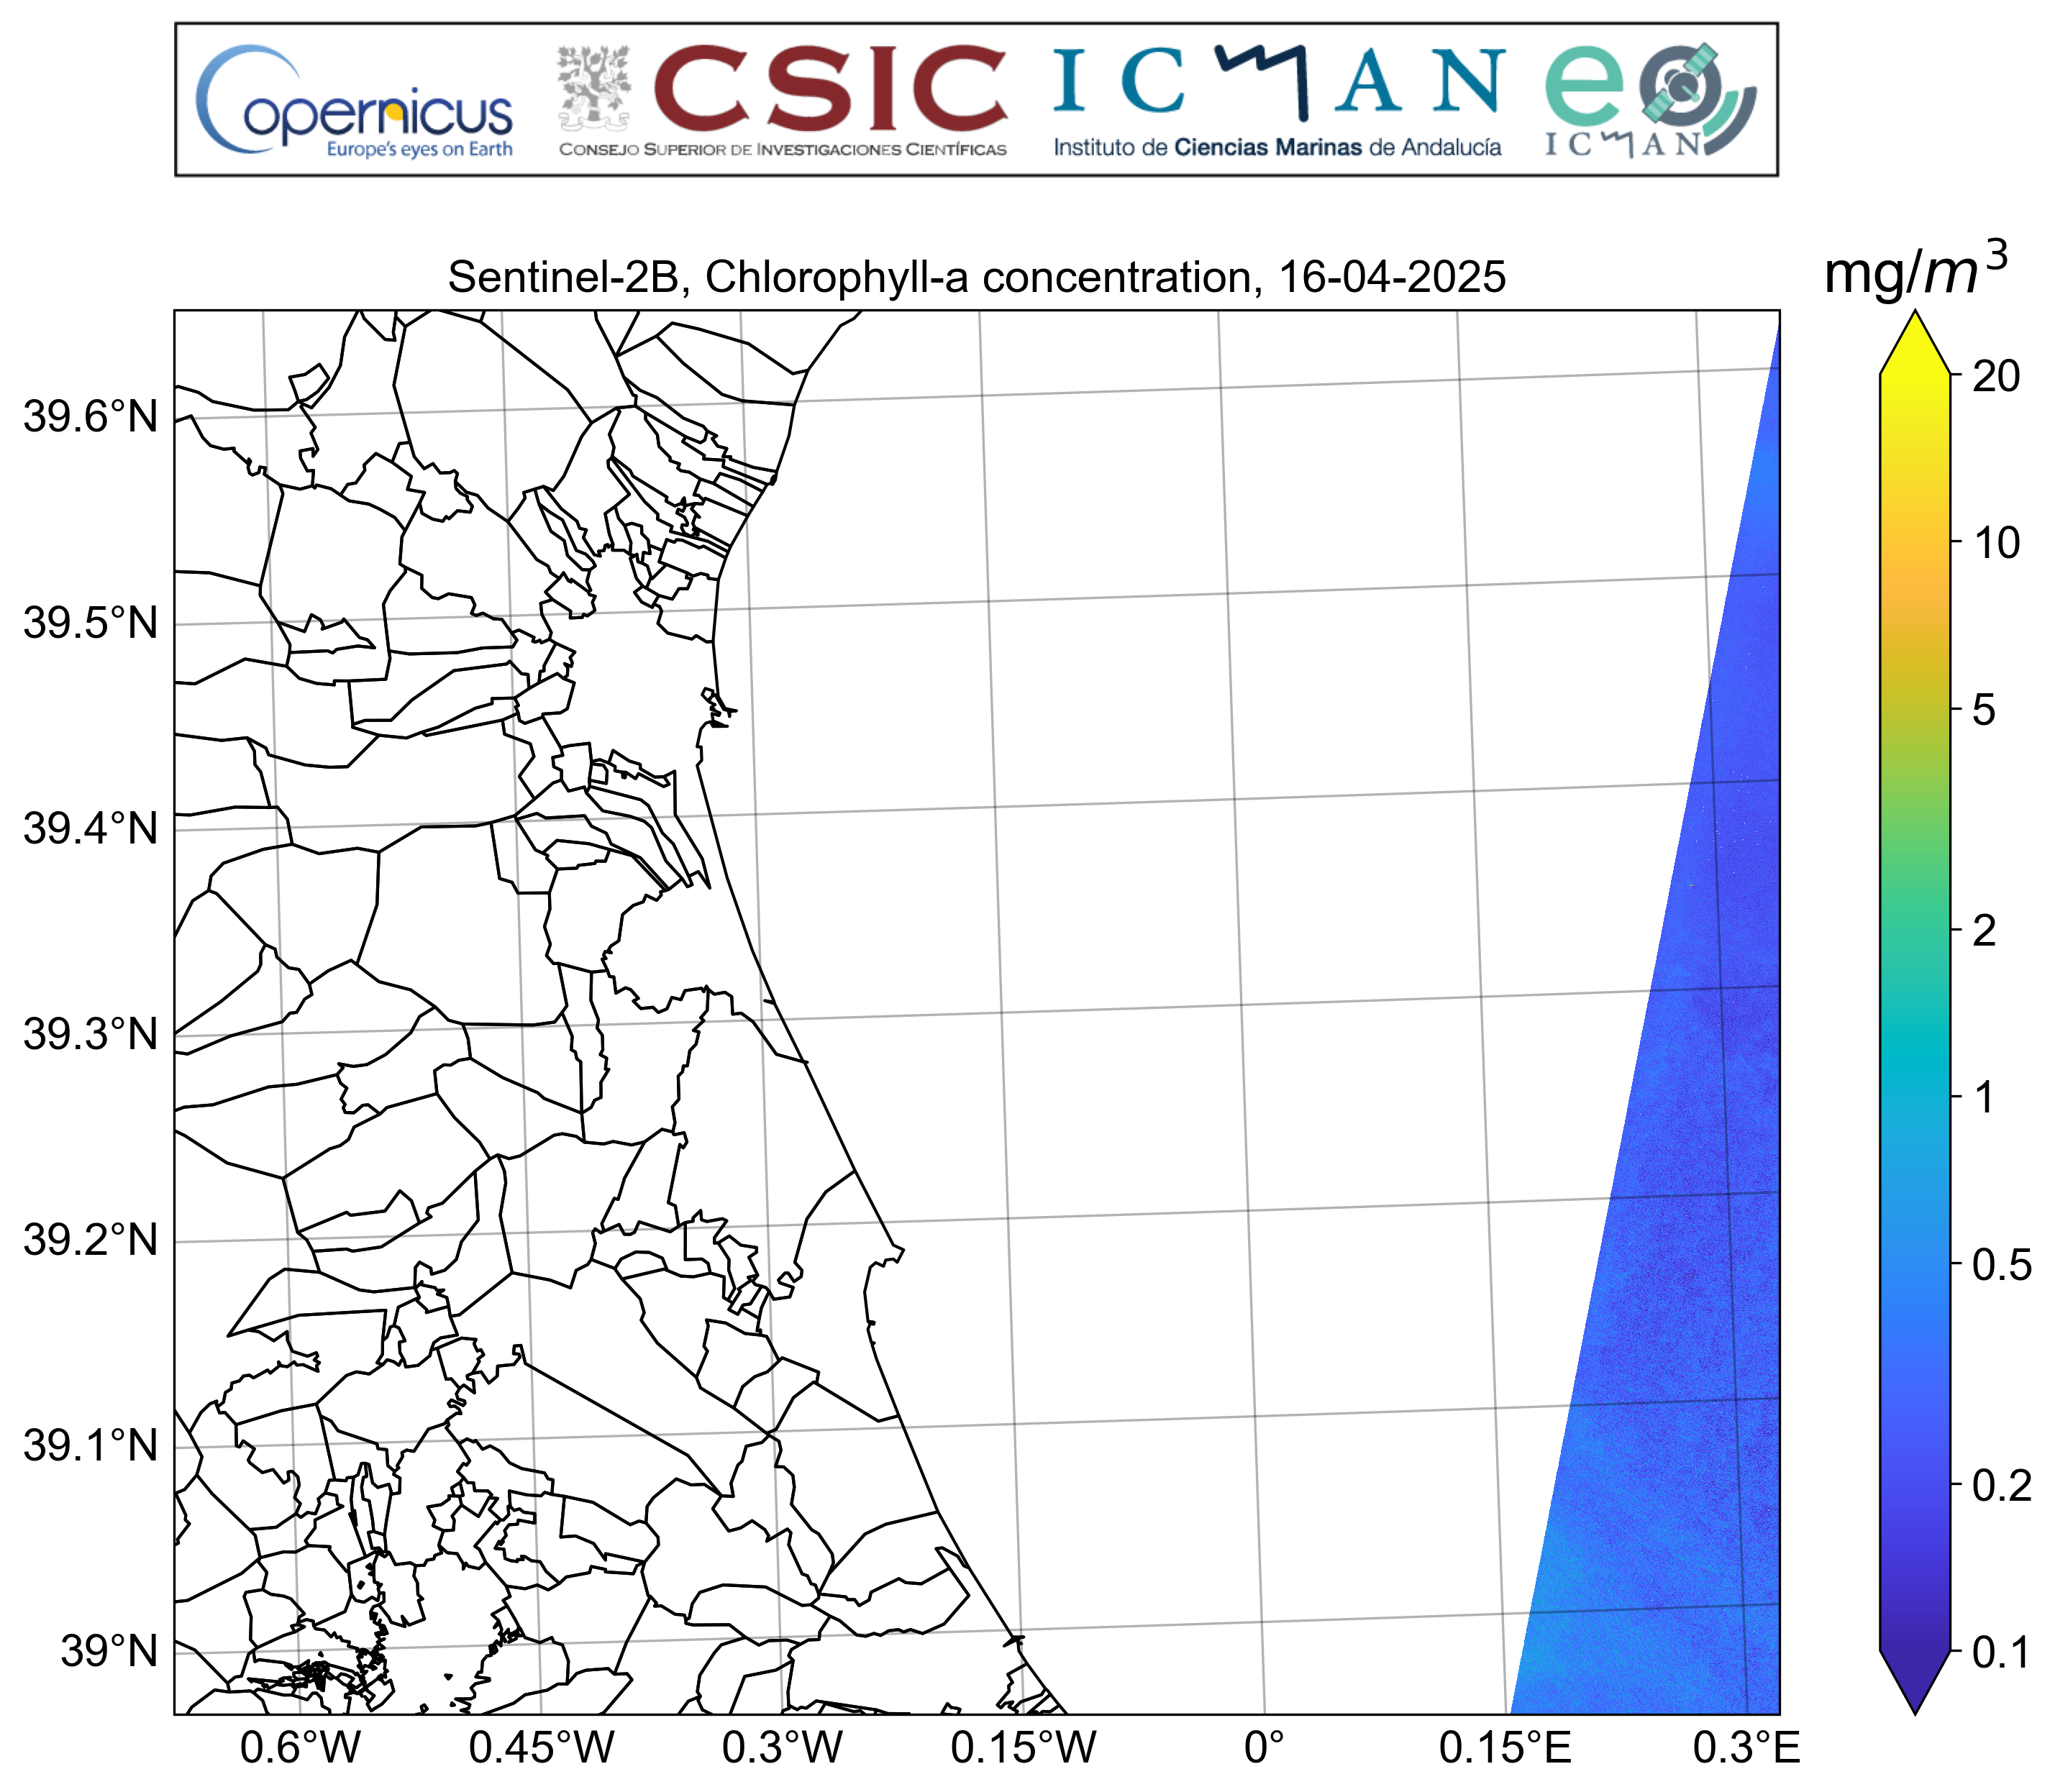 Copernicus
Europe's eyes on Earth
CSIC
CONSEJO SUPERIOR DE INVESTIGACIONES CIENTÍFICAS
ICMAN
Instituto de Ciencias Marinas de Andalucía
eo
ICMAN
Sentinel-2B, Chlorophyll-a concentration, 16-04-2025
mg/m³
39.6°N
39.5°N
39.4°N
39.3°N
39.2°N
39.1°N
39°N
0.6°W
0.45°W
0.3°W
0.15°W
0°
0.15°E
0.3°E
20
10
5
2
1
0.5
0.2
0.1